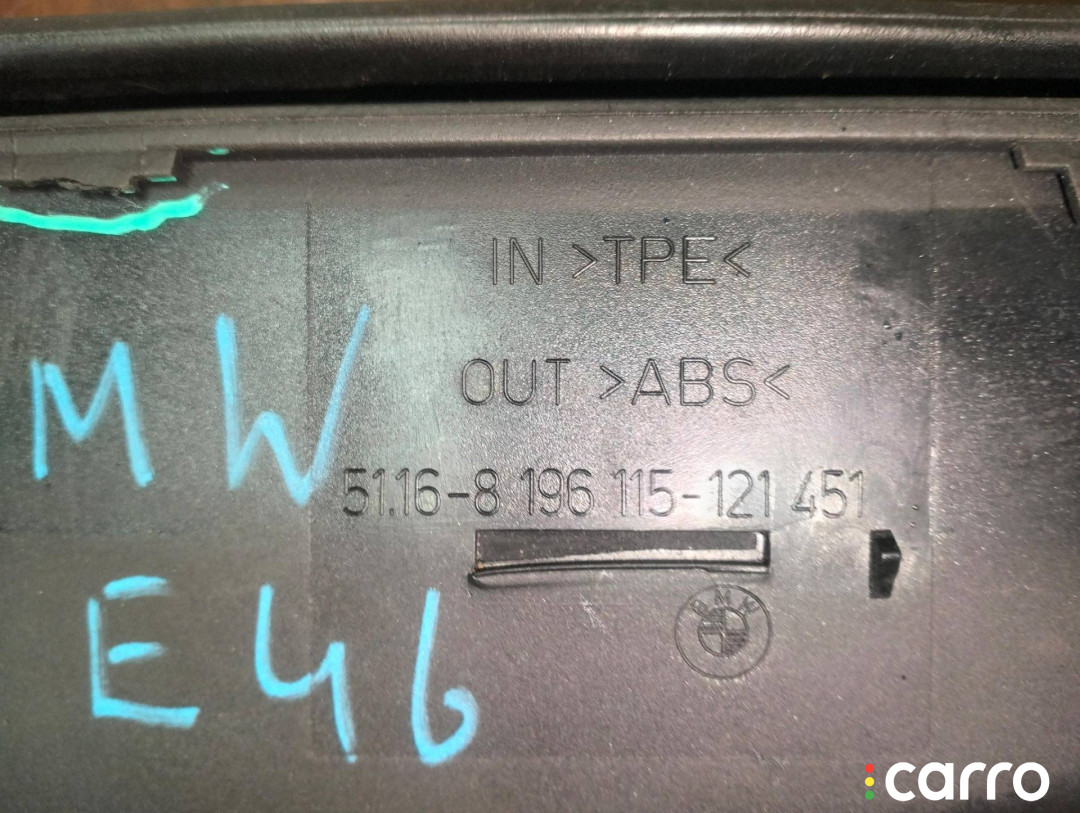 IN >TPE<
OUT >ABS<
MW
51.16-8 196 115-121 451
BMW
E46
carro